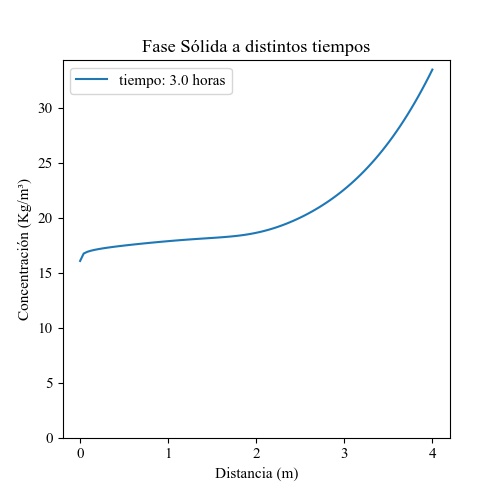 Fase Sólida a distintos tiempos
tiempo: 3.0 horas
Concentración (Kg/m³)
30
25
20
15
10
5
0
0 1 2 3 4
Distancia (m)